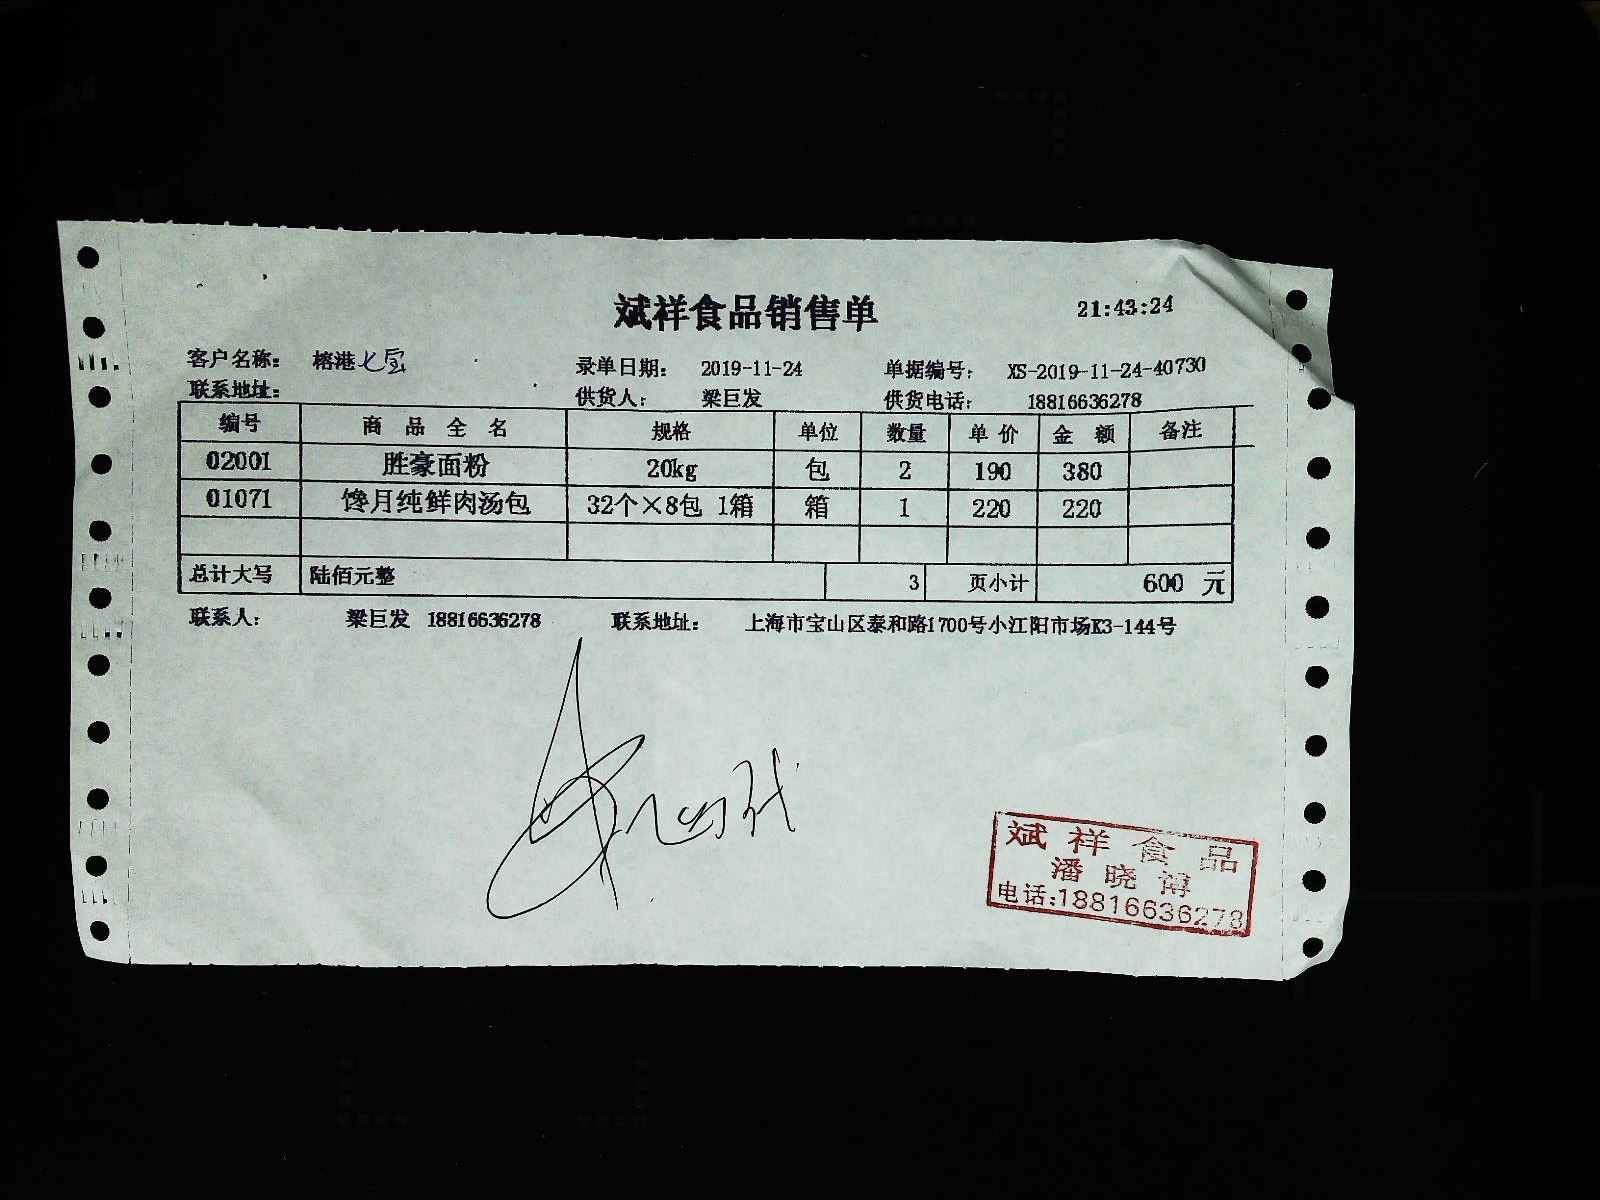 斌祥食品销售单 21:43:24
客户名称： 榕港七宝 录单日期： 2019-11-24 单据编号： XS-2019-11-24-40730
联系地址： 供货人： 梁巨发 供货电话： 18816636278
编号 商品全名 规格 单位 数量 单价 金额 备注
02001 胜豪面粉 20kg 包 2 190 380
01071 馋月纯鲜肉汤包 32个×8包 1箱 箱 1 220 220
总计大写 陆佰元整 3 页小计 600 元
联系人： 梁巨发 18816636278 联系地址： 上海市宝山区泰和路1700号小江阳市场K3-144号
斌祥食品
潘晓博
电话:18816636278